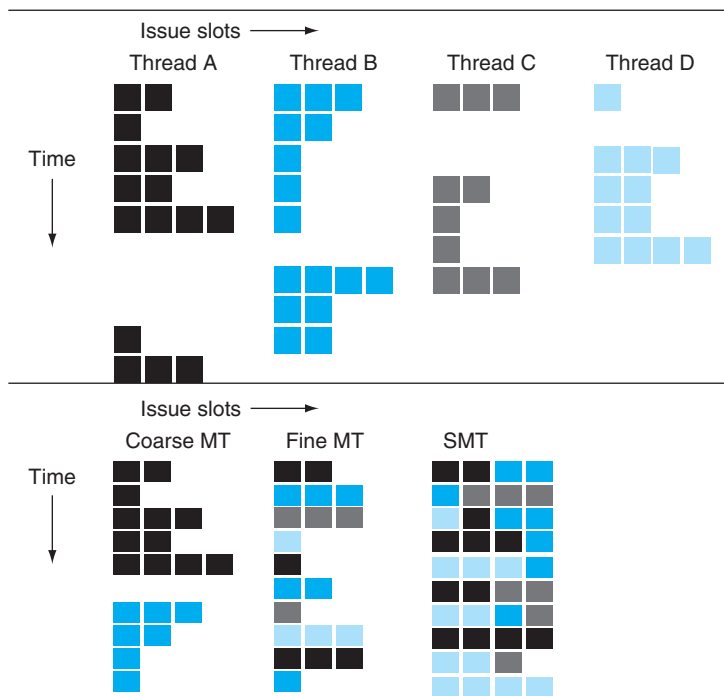 Issue slots
Thread A Thread B Thread C Thread D
Time
Issue slots
Coarse MT Fine MT SMT
Time